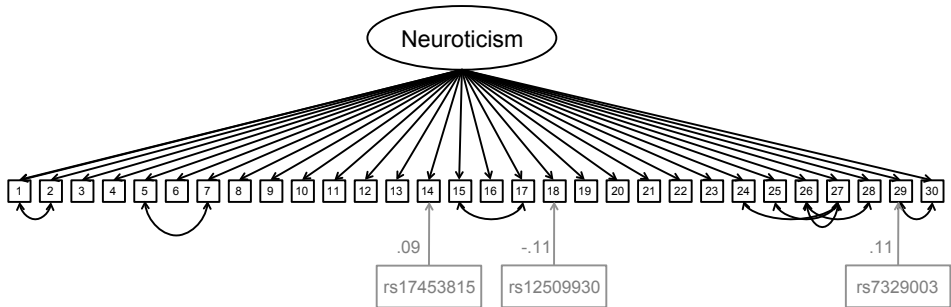 Neuroticism
1 2 3 4 5 6 7 8 9 10 11 12 13 14 15 16 17 18 19 20 21 22 23 24 25 26 27 28 29 30
.09 -.11 .11
rs17453815 rs12509930 rs7329003